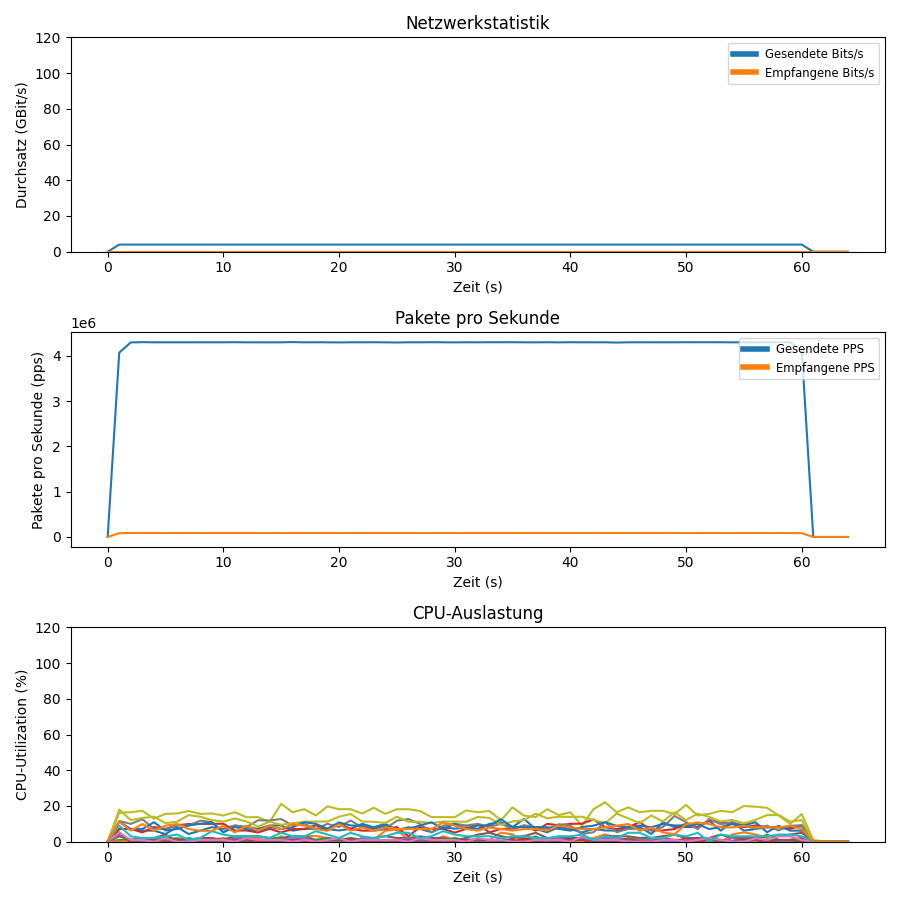 Netzwerkstatistik
120
100
80
60
40
20
0
Durchsatz (GBit/s)
Gesendete Bits/s
Empfangene Bits/s
0 10 20 30 40 50 60
Zeit (s)
Pakete pro Sekunde
1e6
4
3
2
1
0
Pakete pro Sekunde (pps)
Gesendete PPS
Empfangene PPS
0 10 20 30 40 50 60
Zeit (s)
CPU-Auslastung
120
100
80
60
40
20
0
CPU-Utilization (%)
0 10 20 30 40 50 60
Zeit (s)